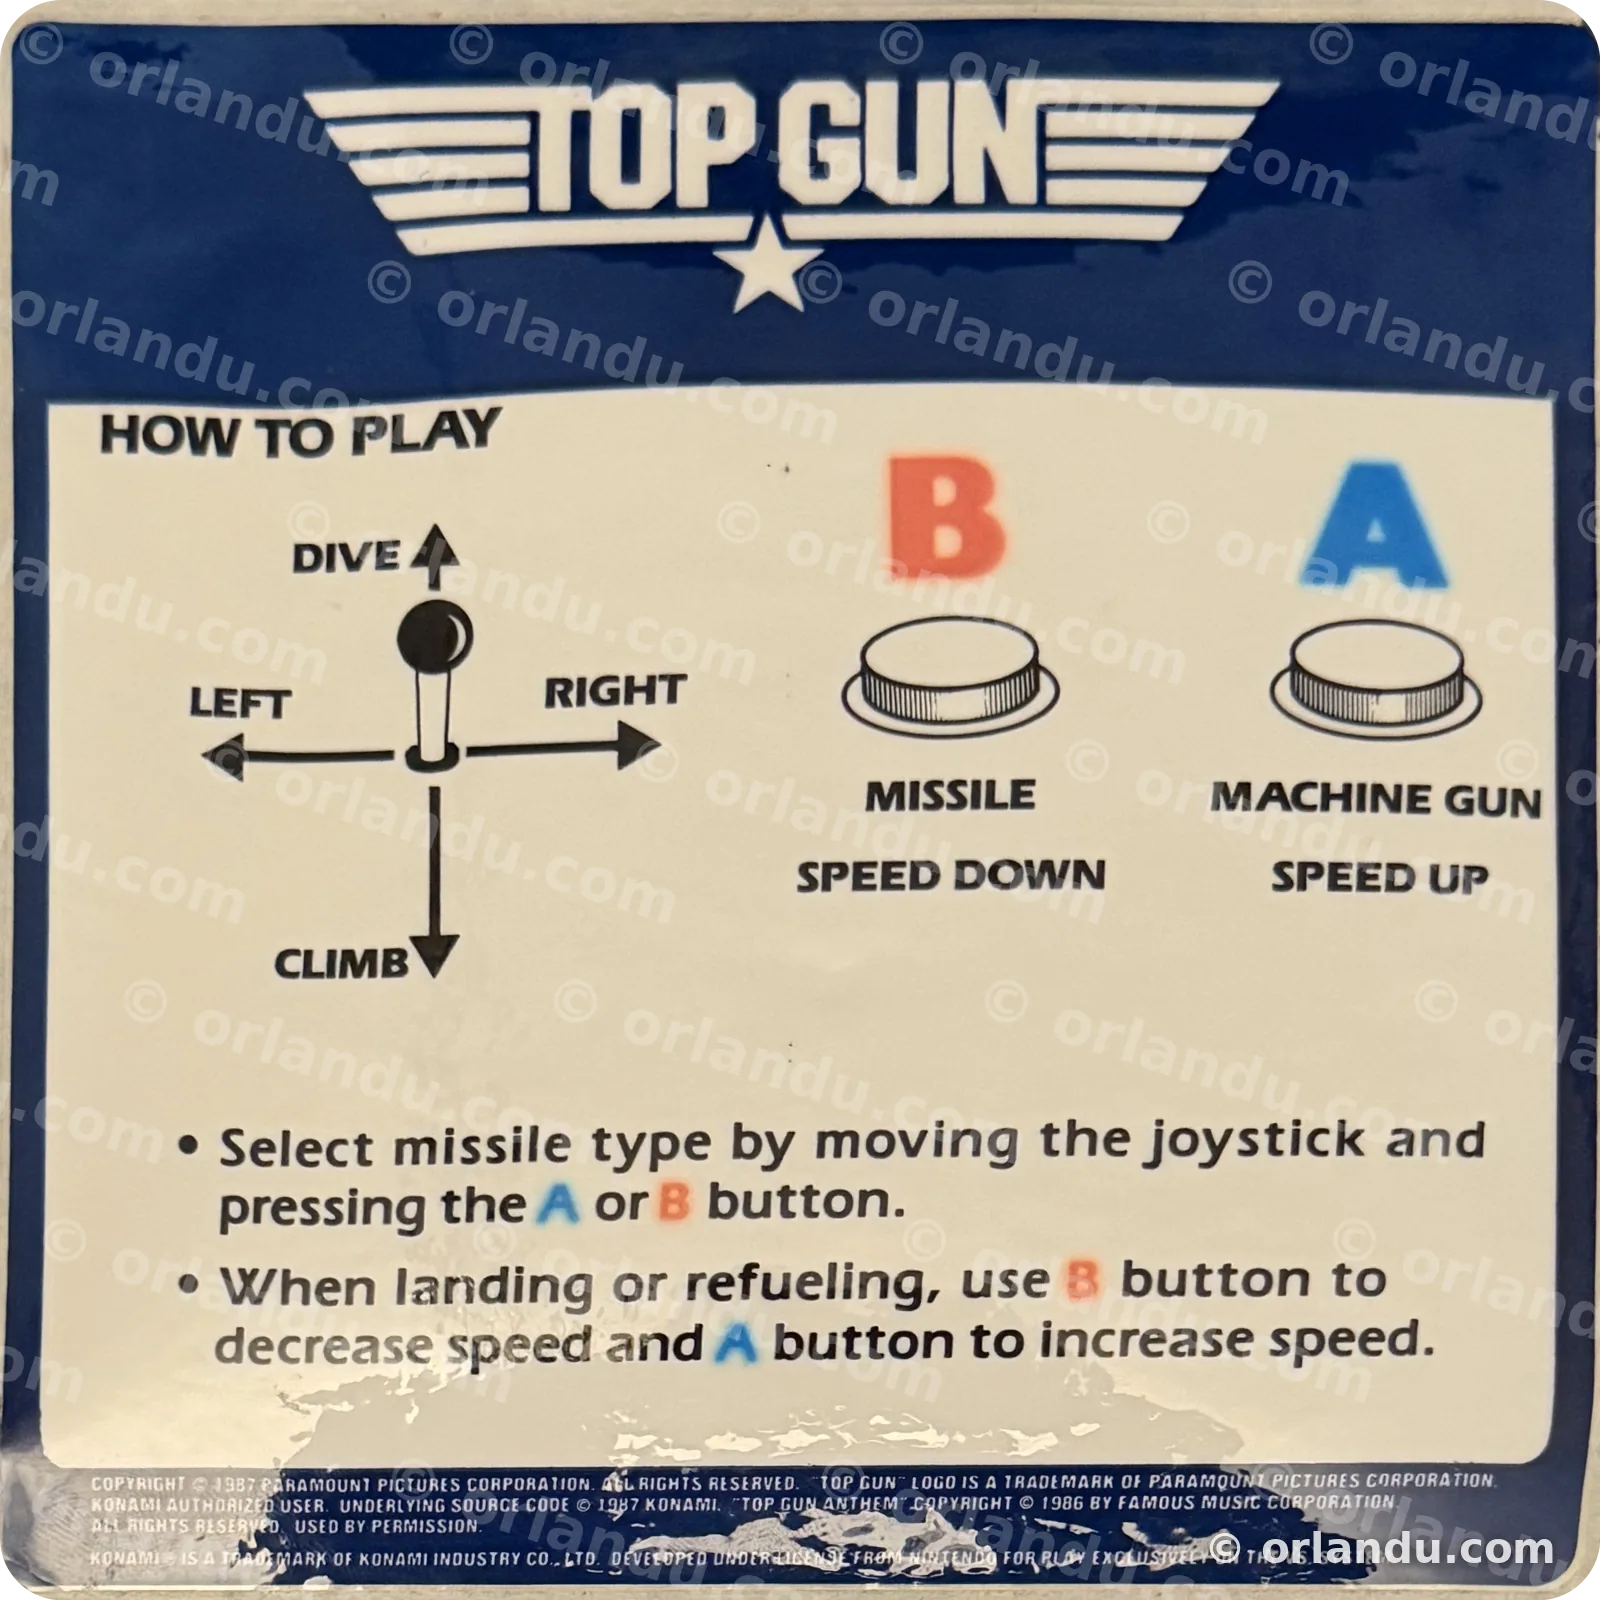 TOP GUN
HOW TO PLAY
DIVE
LEFT
RIGHT
CLIMB
B
A
MISSILE
MACHINE GUN
SPEED DOWN
SPEED UP
• Select missile type by moving the joystick and
pressing the A or B button.
• When landing or refueling, use B button to
decrease speed and A button to increase speed.
COPYRIGHT © 1987 PARAMOUNT PICTURES CORPORATION. ALL RIGHTS RESERVED. "TOP GUN" LOGO IS A TRADEMARK OF PARAMOUNT PICTURES CORPORATION.
KONAMI AUTHORIZED USER. UNDERLYING SOURCE CODE © 1987 KONAMI. "TOP GUN ANTHEM" COPYRIGHT © 1986 BY FAMOUS MUSIC CORPORATION.
ALL RIGHTS RESERVED. USED BY PERMISSION.
KONAMI® IS A TRADEMARK OF KONAMI INDUSTRY CO., LTD. DEVELOPED UNDER LICENSE FROM NINTENDO FOR PLAY EXCLUSIVELY ON THE
© orlandu.com